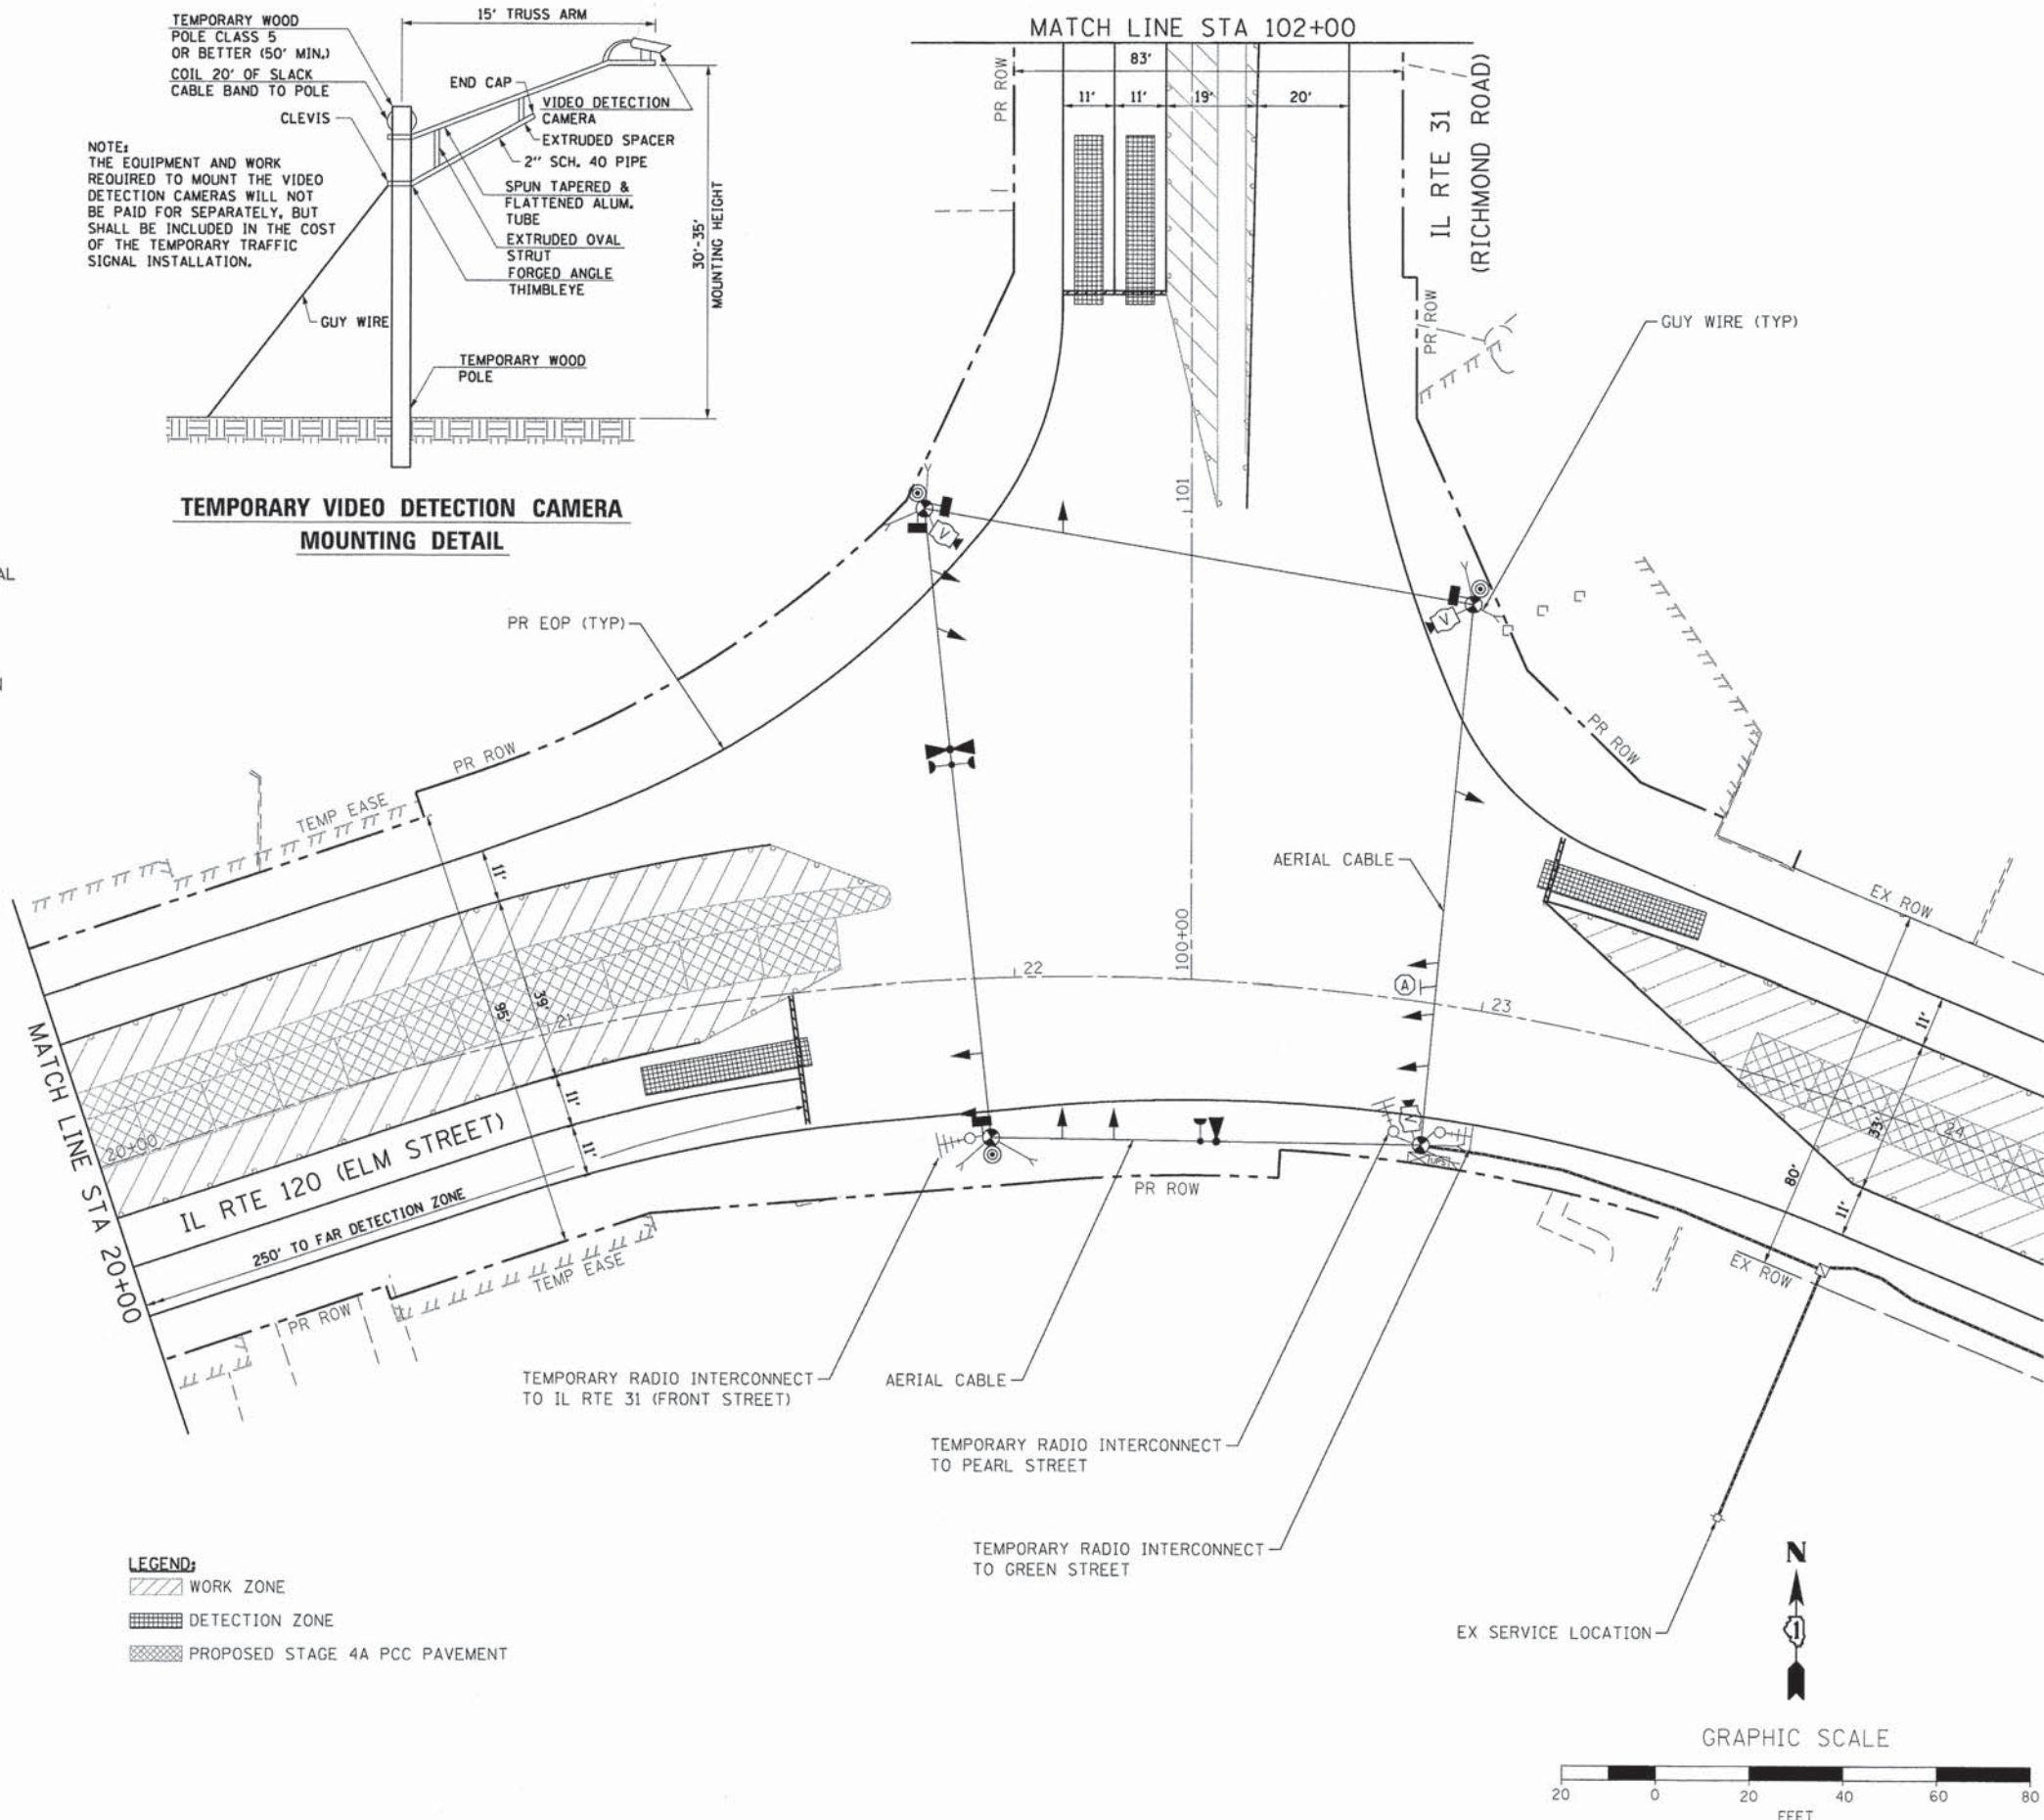 TEMPORARY WOOD
POLE CLASS 5
OR BETTER (50' MIN.)
COIL 20' OF SLACK
CABLE BAND TO POLE
CLEVIS
15' TRUSS ARM
END CAP
VIDEO DETECTION
CAMERA
EXTRUDED SPACER
2" SCH. 40 PIPE
SPUN TAPERED &
FLATTENED ALUM.
TUBE
EXTRUDED OVAL
STRUT
FORGED ANGLE
THIMBLEYE
30'-35'
MOUNTING HEIGHT
NOTE:
THE EQUIPMENT AND WORK
REQUIRED TO MOUNT THE VIDEO
DETECTION CAMERAS WILL NOT
BE PAID FOR SEPARATELY, BUT
SHALL BE INCLUDED IN THE COST
OF THE TEMPORARY TRAFFIC
SIGNAL INSTALLATION.
GUY WIRE
TEMPORARY WOOD
POLE
TEMPORARY VIDEO DETECTION CAMERA
MOUNTING DETAIL
AL
N
MATCH LINE STA 102+00
PR ROW
83'
11'
11'
19'
20'
IL RTE 31
(RICHMOND ROAD)
PR ROW
GUY WIRE (TYP)
101
V
V
PR EOP (TYP)
PR ROW
TEMP EASE
PR ROW
AERIAL CABLE
EX ROW
100+00
22
A
23
11'
39'
95'
21
11'
11'
MATCH LINE STA 20+00
20+00
IL RTE 120 (ELM STREET)
250' TO FAR DETECTION ZONE
11'
33'
24
80'
11'
UPS
PR ROW
EX ROW
TEMP EASE
PR ROW
TEMPORARY RADIO INTERCONNECT
TO IL RTE 31 (FRONT STREET)
AERIAL CABLE
TEMPORARY RADIO INTERCONNECT
TO PEARL STREET
TEMPORARY RADIO INTERCONNECT
TO GREEN STREET
EX SERVICE LOCATION
LEGEND:
WORK ZONE
DETECTION ZONE
PROPOSED STAGE 4A PCC PAVEMENT
N
1
GRAPHIC SCALE
20 0 20 40 60 80
FEET